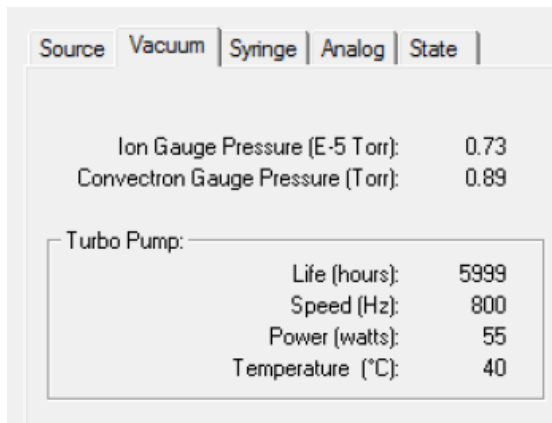 Source Vacuum Syringe Analog State
Ion Gauge Pressure (E-5 Torr): 0.73
Convectron Gauge Pressure (Torr): 0.89
Turbo Pump:
Life (hours): 5999
Speed (Hz): 800
Power (watts): 55
Temperature (°C): 40